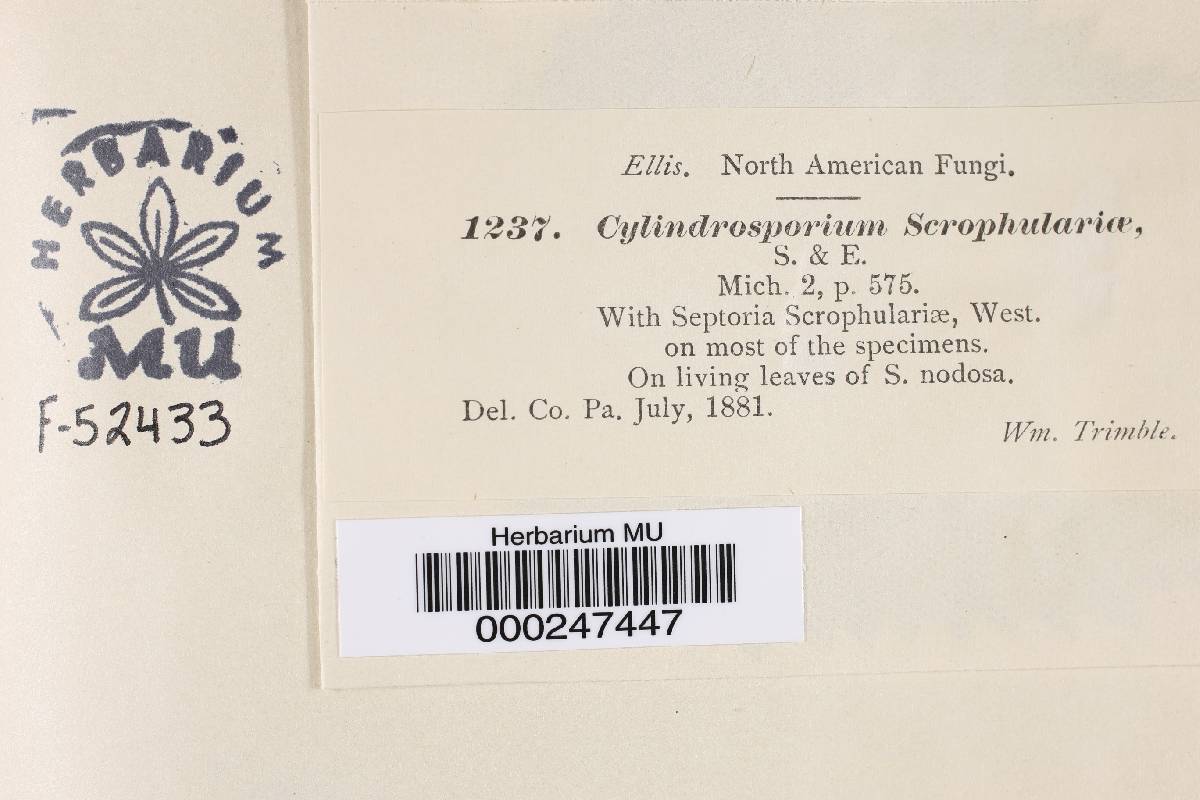 HERBARIUM
MU
F-52433
Ellis. North American Fungi.
1237. Cylindrosporium Scrophulariæ,
S. & E.
Mich. 2, p. 575.
With Septoria Scrophulariæ, West.
on most of the specimens.
On living leaves of S. nodosa.
Del. Co. Pa. July, 1881.
Wm. Trimble.
Herbarium MU
000247447